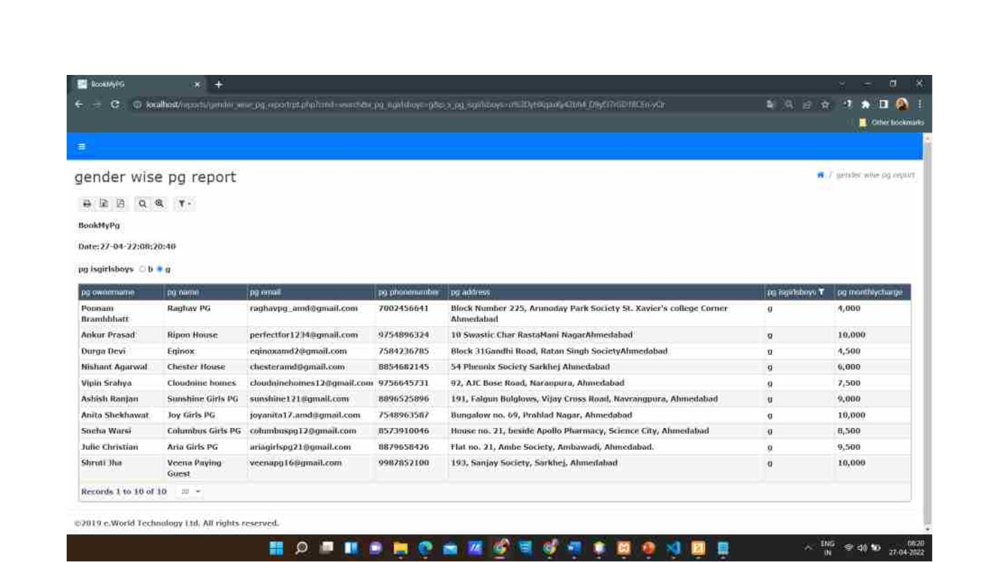 BookMyPG
Other bookmarks
gender wise pg report
/ gender wise pg report
BookMyPg
Date:27-04-22:08:20:40
pg isgirlsboys b g
pg ownername pg name pg email pg phonenumber pg address pg isgirlsboys pg monthlycharge
Poonam Raghav PG raghavpg_amd@gmail.com 7002456641 Block Number 225, Arunoday Park Society St. Xavier's college Corner g 4,000
Brambhhatt Ahmedabad
Ankur Prasad Ripon House perfectfor1234@gmail.com 9754896324 10 Swastic Char RastaMani NagarAhmedabad g 10,000
Durga Devi Eqinox eqinoxamd2@gmail.com 7584236785 Block 31Gandhi Road, Ratan Singh SocietyAhmedabad g 4,500
Nishant Agarwal Chester House chesteramd@gmail.com 8854682145 54 Pheonix Society Sarkhej Ahmedabad g 6,000
Vipin Srahya Cloudnine homes cloudninehomes12@gmail.com 9756645731 92, AJC Bose Road, Naranpura, Ahmedabad g 7,500
Ashish Ranjan Sunshine Girls PG sunshine121@gmail.com 8896525896 191, Falgun Bulglows, Vijay Cross Road, Navrangpura, Ahmedabad g 9,000
Anita Shekhawat Joy Girls PG joyanita17.amd@gmail.com 7548963587 Bungalow no. 69, Prahlad Nagar, Ahmedabad g 10,000
Sneha Warsi Columbus Girls PG columbuspg12@gmail.com 8573910046 House no. 21, beside Apollo Pharmacy, Science City, Ahmedabad g 8,500
Julie Christian Aria Girls PG ariagirlspg21@gmail.com 8879658426 Flat no. 21, Ambe Society, Ambawadi, Ahmedabad. g 9,500
Shruti Jha Veena Paying veenapg16@gmail.com 9987852100 193, Sanjay Society, Sarkhej, Ahmedabad g 10,000
Guest
Records 1 to 10 of 10
©2019 e.World Technology Ltd. All rights reserved.
ENG 08:20
IN 27-04-2022